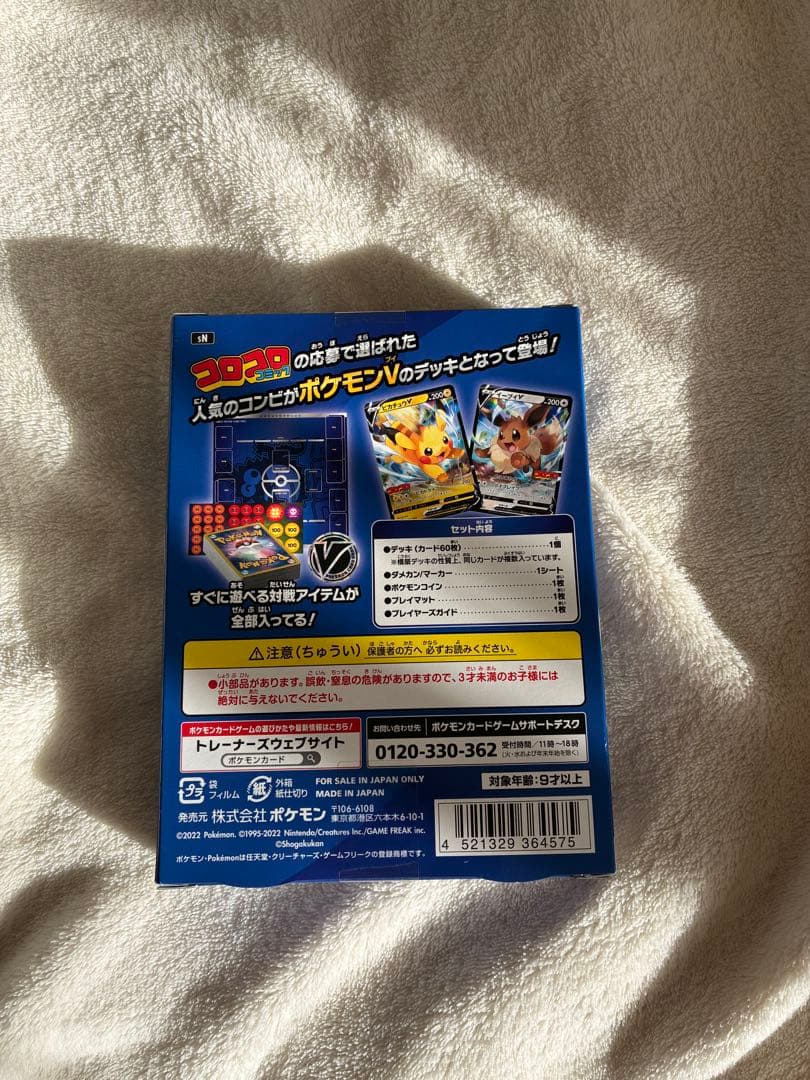 sN
コロコロコミックの応募で選ばれた
人気のコンビがポケモンVのデッキとなって登場！
ピカチュウV
200
イーブイV
200
すぐに遊べる対戦アイテムが
全部入ってる！
セット内容
●デッキ（カード60枚）1個
※構築デッキの性質上、同じカードが複数入っています。
●ダメカン/マーカー 1シート
●ポケモンコイン 1枚
●プレイマット 1枚
●プレイヤーズガイド 1枚
⚠注意（ちゅうい）保護者の方へ 必ずお読みください。
●小部品があります。誤飲・窒息の危険がありますので、3才未満のお子様には
絶対に与えないでください。
ポケモンカードゲームの遊びかたや最新情報はこちら！
トレーナーズウェブサイト
ポケモンカード
お問い合わせ先 ポケモンカードゲームサポートデスク
0120-330-362 受付時間／11時～18時
（火・水および年末年始を除く）
プラ 袋 フィルム
紙 外箱 紙仕切り
FOR SALE IN JAPAN ONLY
MADE IN JAPAN
対象年齢：9才以上
発売元 株式会社ポケモン 〒106-6108
東京都港区六本木6-10-1
©2022 Pokémon. ©1995-2022 Nintendo/Creatures Inc./GAME FREAK inc.
©Shogakukan
ポケモン・Pokémonは任天堂・クリーチャーズ・ゲームフリークの登録商標です。
4 521329 364575